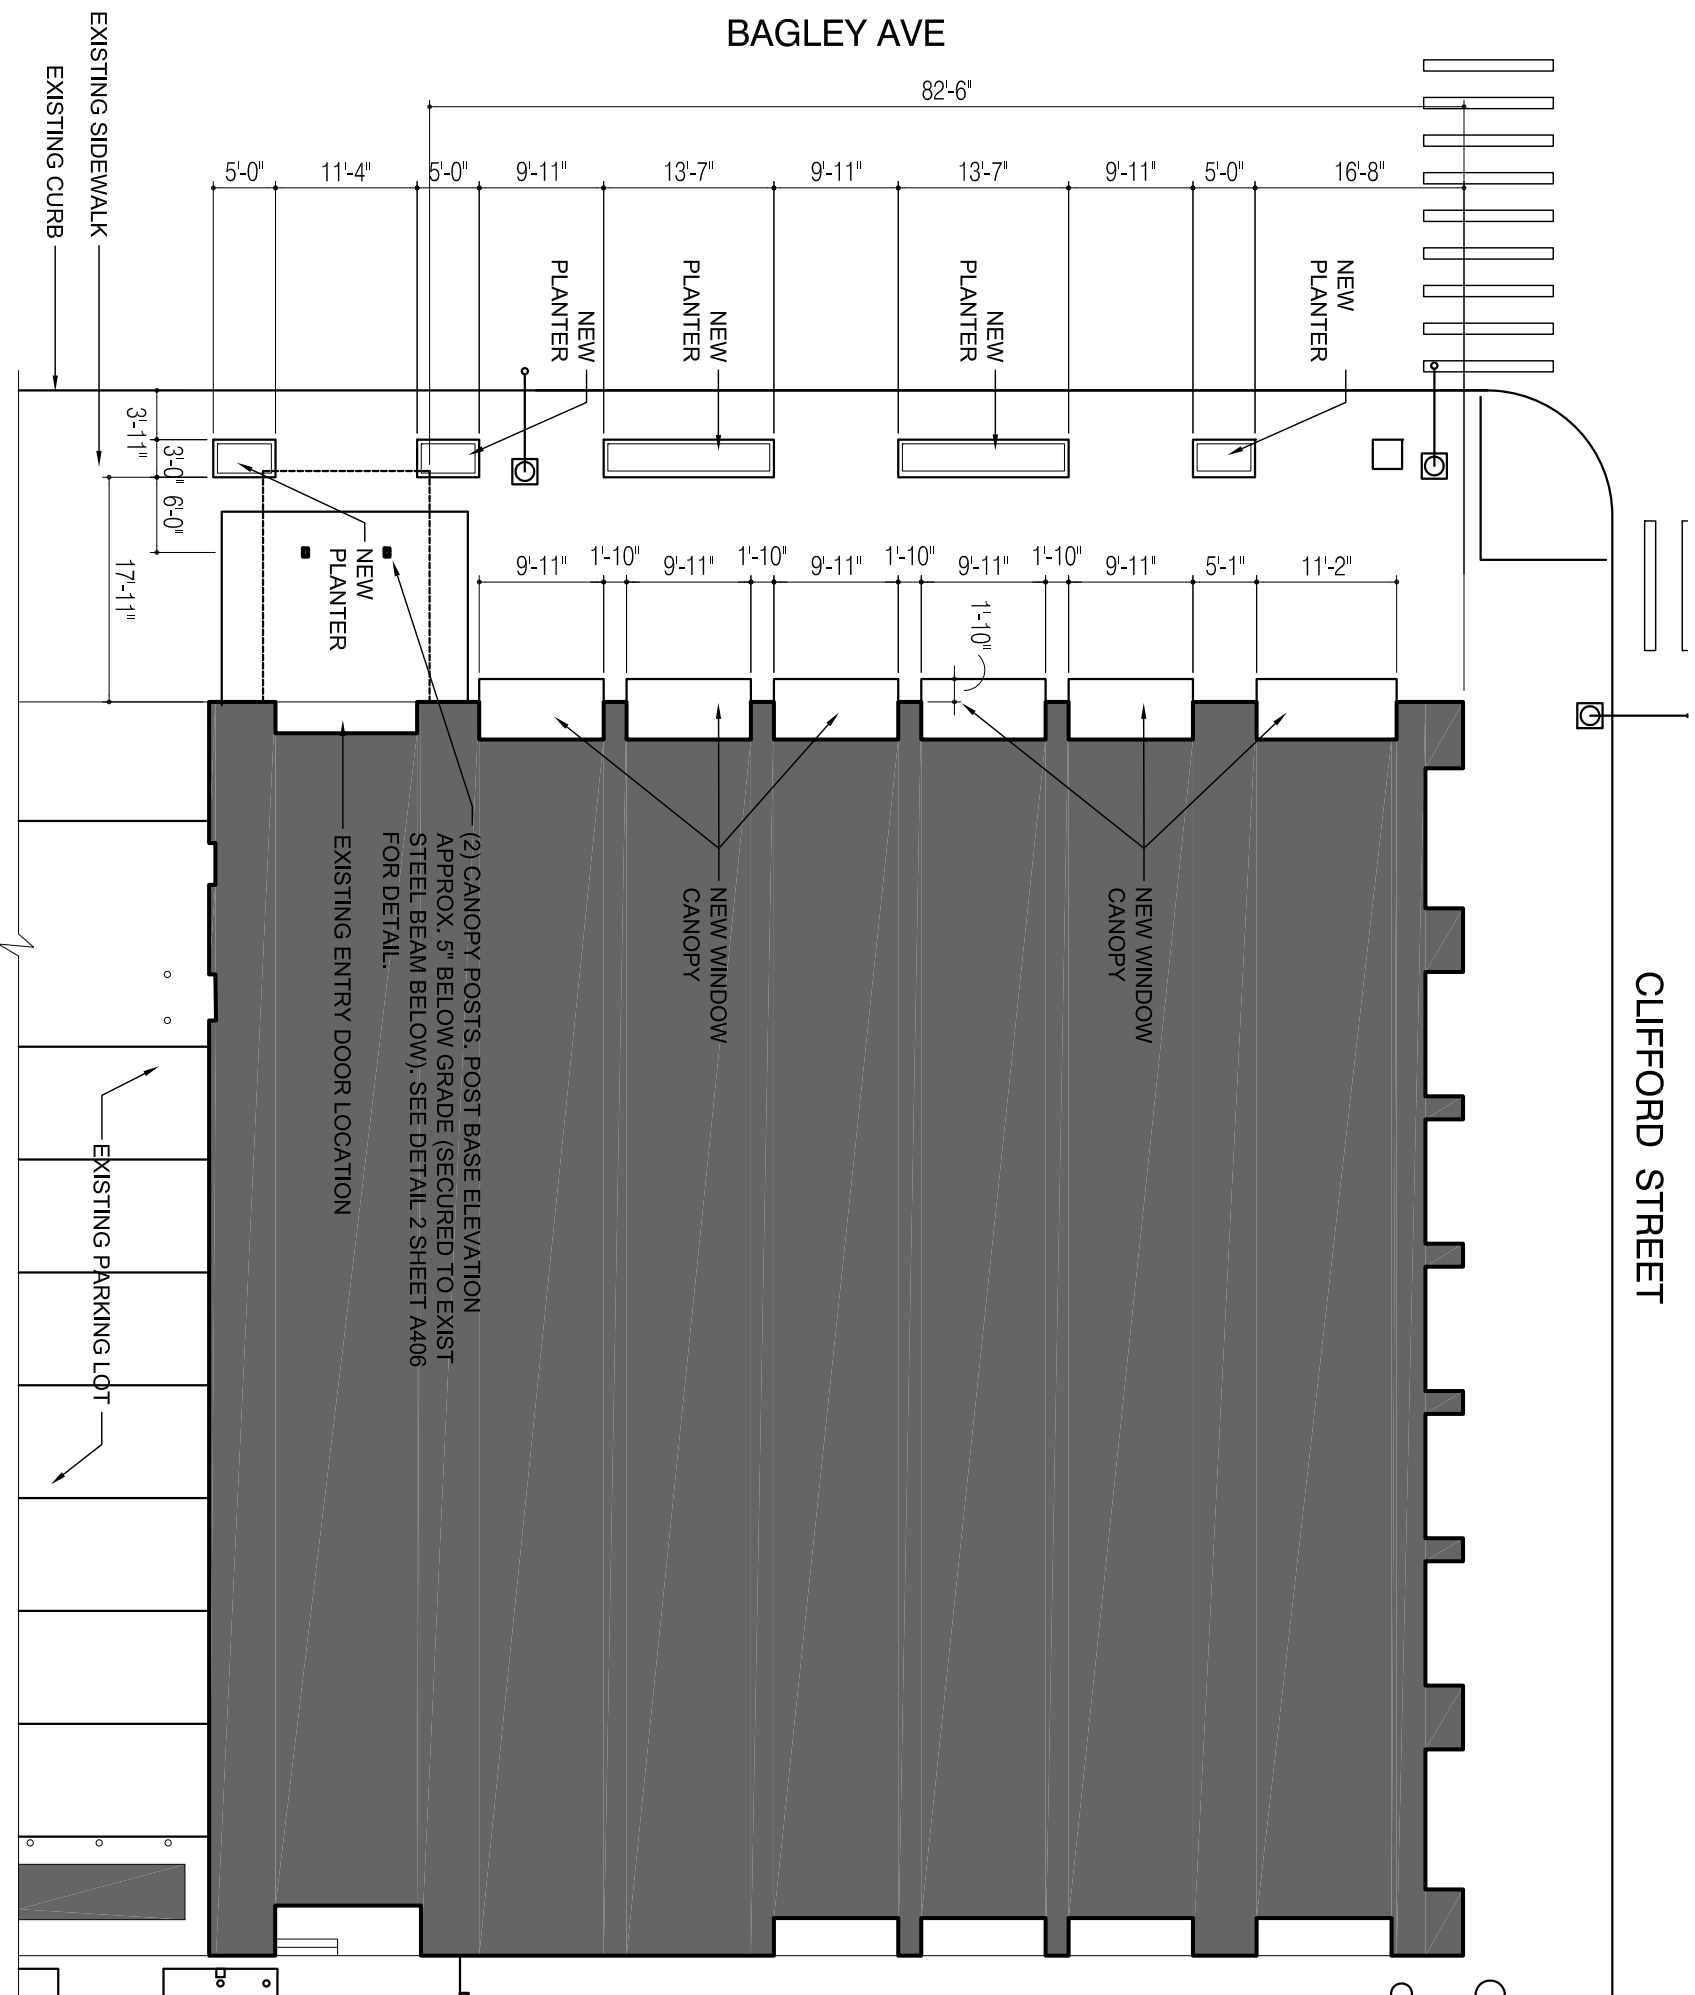 BAGLEY AVE
82'-6"
5'-0"
11'-4"
5'-0"
9'-11"
13'-7"
9'-11"
13'-7"
9'-11"
5'-0"
16'-8"
EXISTING SIDEWALK
EXISTING CURB
NEW
PLANTER
NEW
PLANTER
NEW
PLANTER
NEW
PLANTER
3'-11"
3'-0"
6'-0"
17'-11"
NEW
PLANTER
9'-11"
1'-10"
9'-11"
1'-10"
9'-11"
1'-10"
9'-11"
1'-10"
9'-11"
5'-1"
11'-2"
1'-10"
(2) CANOPY POSTS. POST BASE ELEVATION
APPROX. 5" BELOW GRADE (SECURED TO EXIST
STEEL BEAM BELOW). SEE DETAIL 2 SHEET A406
FOR DETAIL.
EXISTING ENTRY DOOR LOCATION
NEW WINDOW
CANOPY
NEW WINDOW
CANOPY
CLIFFORD STREET
EXISTING PARKING LOT